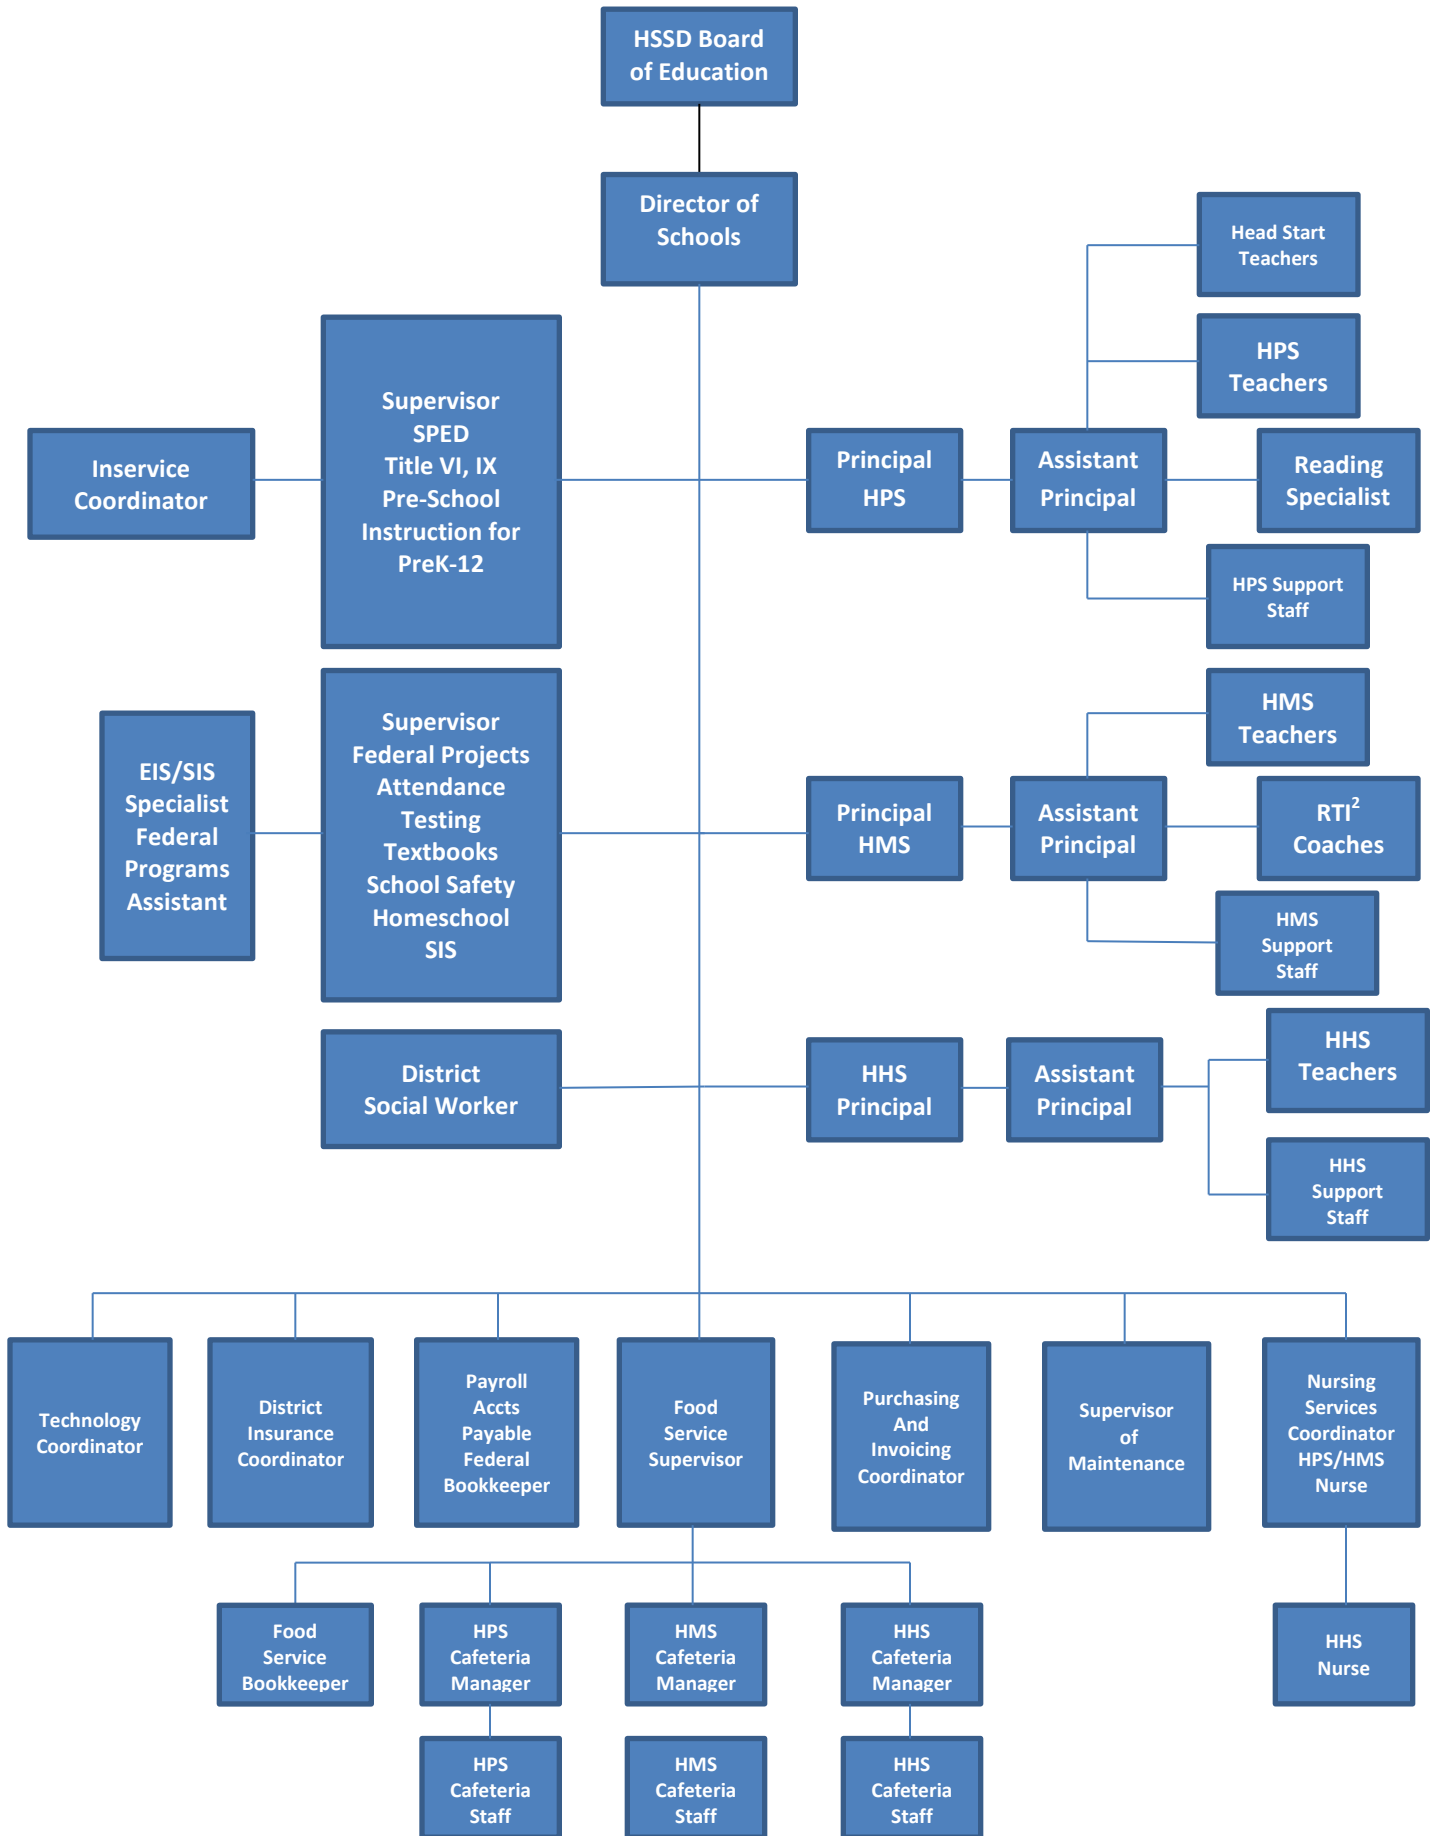 HSSD Board
of Education
Director of
Schools
Head Start
Teachers
HPS
Teachers
Supervisor
SPED
Title VI, IX
Pre-School
Instruction for
PreK-12
Inservice
Coordinator
Principal
HPS
Assistant
Principal
Reading
Specialist
HPS Support
Staff
HMS
Teachers
Supervisor
Federal Projects
Attendance
Testing
Textbooks
School Safety
Homeschool
SIS
EIS/SIS
Specialist
Federal
Programs
Assistant
Principal
HMS
Assistant
Principal
RTI²
Coaches
HMS
Support
Staff
District
Social Worker
HHS
Principal
Assistant
Principal
HHS
Teachers
HHS
Support
Staff
Technology
Coordinator
District
Insurance
Coordinator
Payroll
Accts
Payable
Federal
Bookkeeper
Food
Service
Supervisor
Purchasing
And
Invoicing
Coordinator
Supervisor
of
Maintenance
Nursing
Services
Coordinator
HPS/HMS
Nurse
Food
Service
Bookkeeper
HPS
Cafeteria
Manager
HMS
Cafeteria
Manager
HHS
Cafeteria
Manager
HHS
Nurse
HPS
Cafeteria
Staff
HMS
Cafeteria
Staff
HHS
Cafeteria
Staff